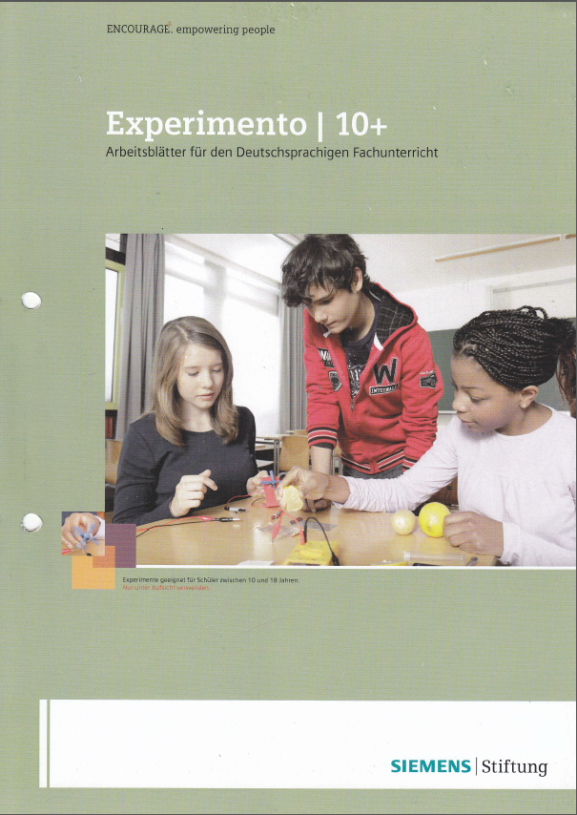 ENCOURAGE. empowering people
Experimento | 10+
Arbeitsblätter für den Deutschsprachigen Fachunterricht
W
Experimente geeignet für Schüler zwischen 10 und 18 Jahren.
Nur unter Aufsicht verwenden.
SIEMENS | Stiftung